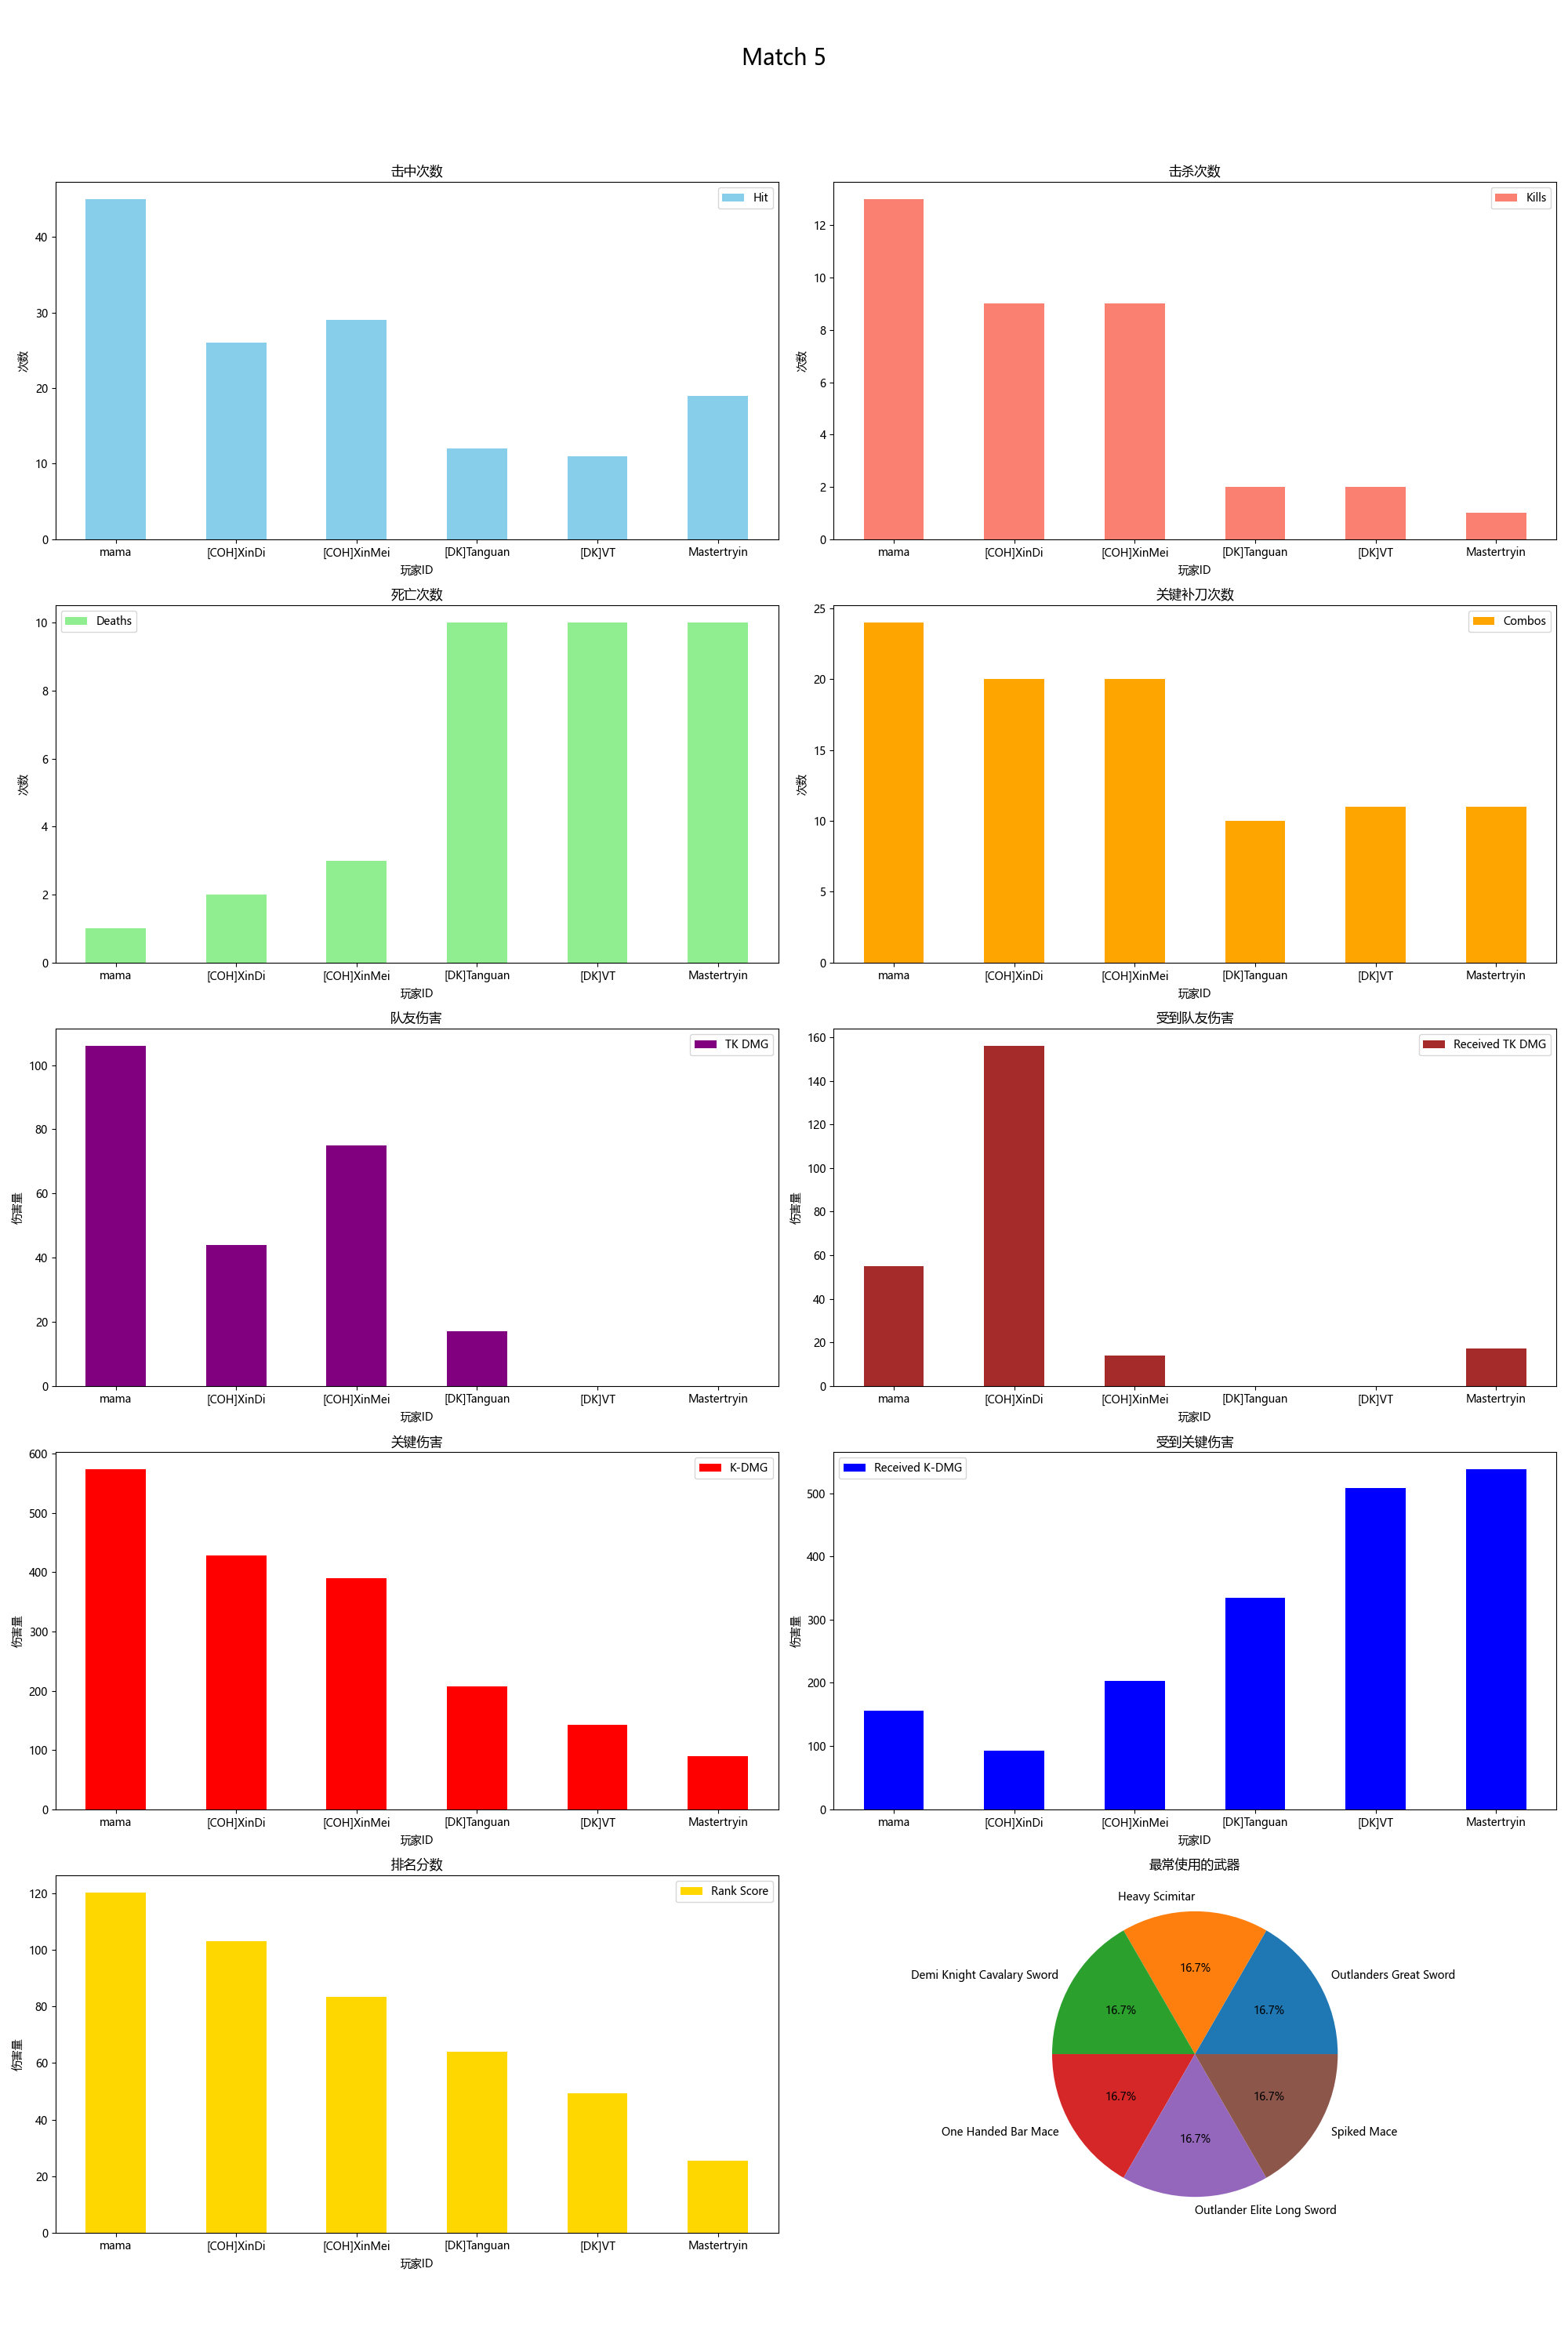 Match 5
击中次数
Hit
次数
40
30
20
10
0
mama [COH]XinDi [COH]XinMei [DK]Tanguan [DK]VT Mastertryin
玩家ID
击杀次数
Kills
次数
12
10
8
6
4
2
0
mama [COH]XinDi [COH]XinMei [DK]Tanguan [DK]VT Mastertryin
玩家ID
死亡次数
Deaths
次数
10
8
6
4
2
0
mama [COH]XinDi [COH]XinMei [DK]Tanguan [DK]VT Mastertryin
玩家ID
关键补刀次数
Combos
次数
25
20
15
10
5
0
mama [COH]XinDi [COH]XinMei [DK]Tanguan [DK]VT Mastertryin
玩家ID
队友伤害
TK DMG
伤害量
100
80
60
40
20
0
mama [COH]XinDi [COH]XinMei [DK]Tanguan [DK]VT Mastertryin
玩家ID
受到队友伤害
Received TK DMG
伤害量
160
140
120
100
80
60
40
20
0
mama [COH]XinDi [COH]XinMei [DK]Tanguan [DK]VT Mastertryin
玩家ID
关键伤害
K-DMG
伤害量
600
500
400
300
200
100
0
mama [COH]XinDi [COH]XinMei [DK]Tanguan [DK]VT Mastertryin
玩家ID
受到关键伤害
Received K-DMG
伤害量
500
400
300
200
100
0
mama [COH]XinDi [COH]XinMei [DK]Tanguan [DK]VT Mastertryin
玩家ID
排名分数
Rank Score
伤害量
120
100
80
60
40
20
0
mama [COH]XinDi [COH]XinMei [DK]Tanguan [DK]VT Mastertryin
玩家ID
最常使用的武器
Heavy Scimitar
16.7%
Demi Knight Cavalary Sword
16.7%
Outlanders Great Sword
16.7%
One Handed Bar Mace
16.7%
Spiked Mace
16.7%
Outlander Elite Long Sword
16.7%